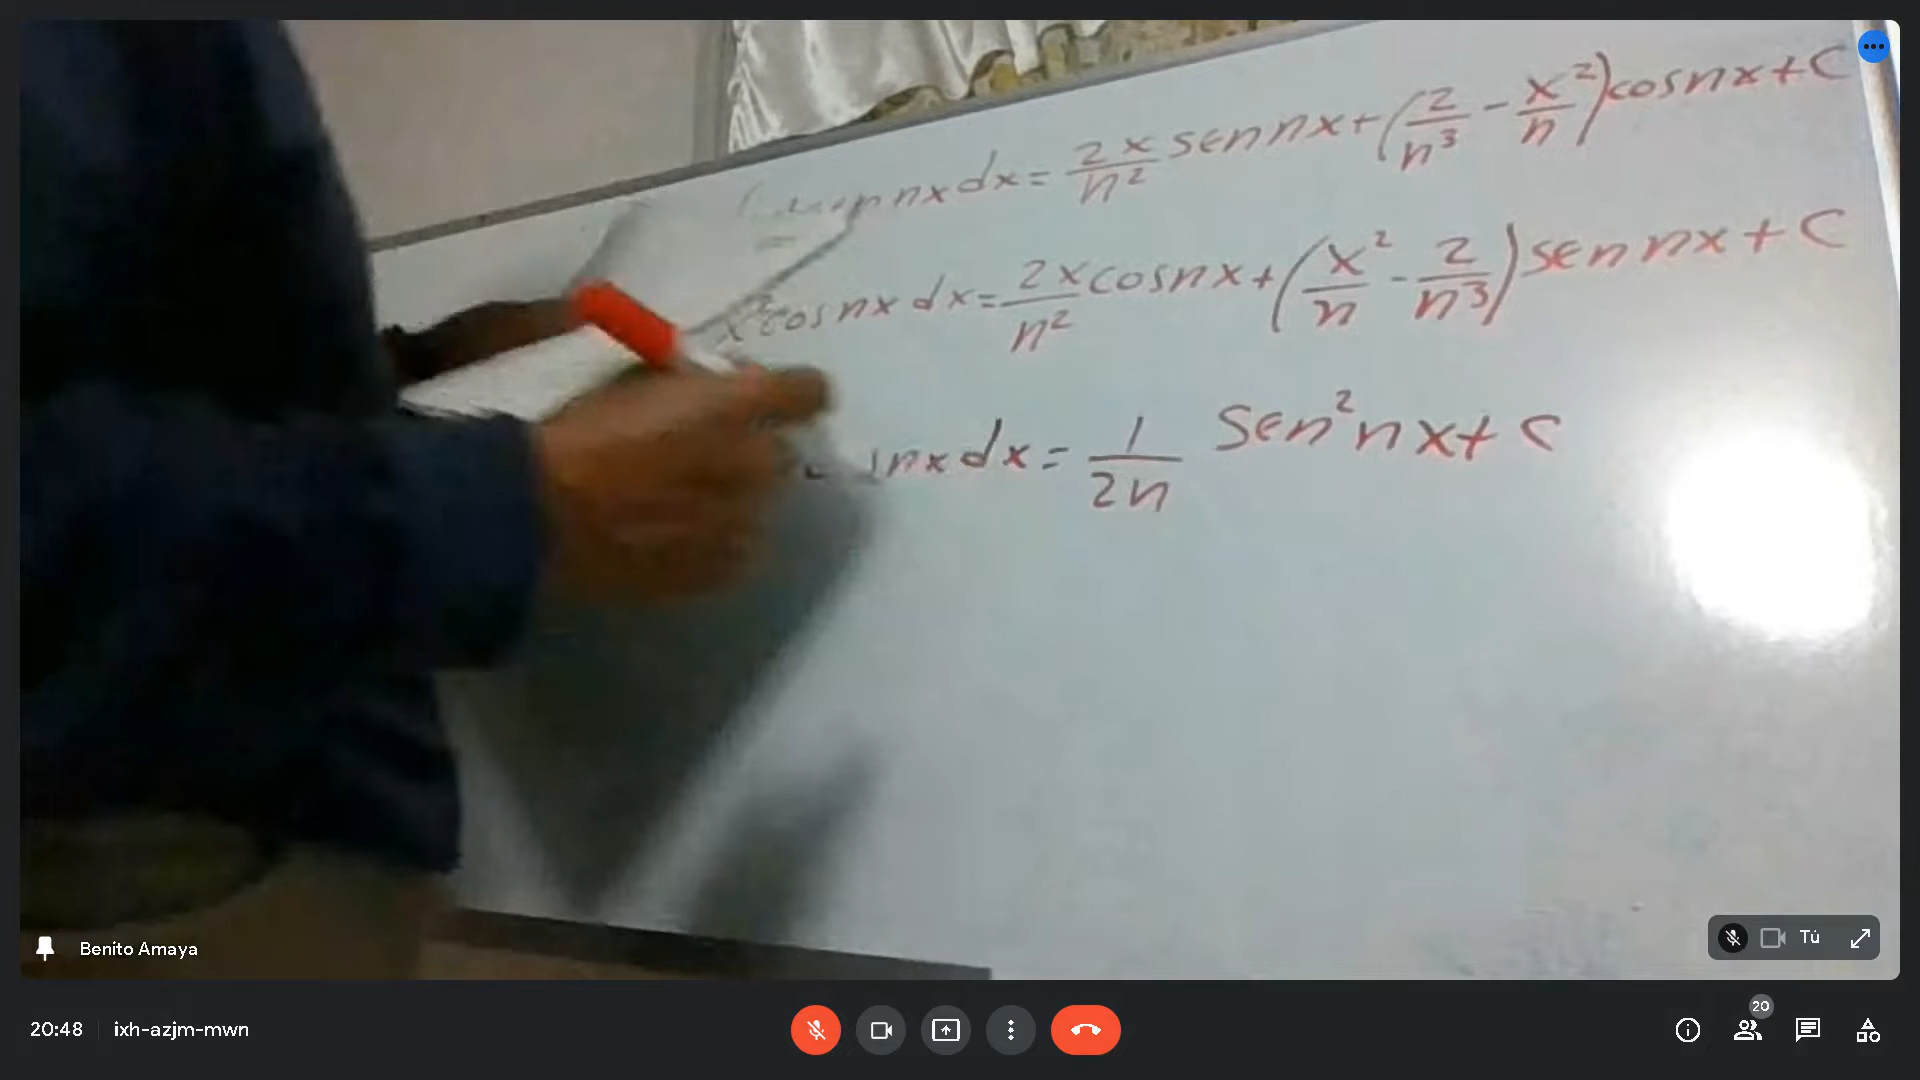 nx dx = 2x/n² sen nx + (2/n³ - x²/n) cos nx + C
x² cos nx dx = 2x/n² cos nx + (x²/n - 2/n³) sen nx + C
nx dx = 1/2n sen² nx + C
Benito Amaya
Tú
20:48 ixh-azjm-mwn
20